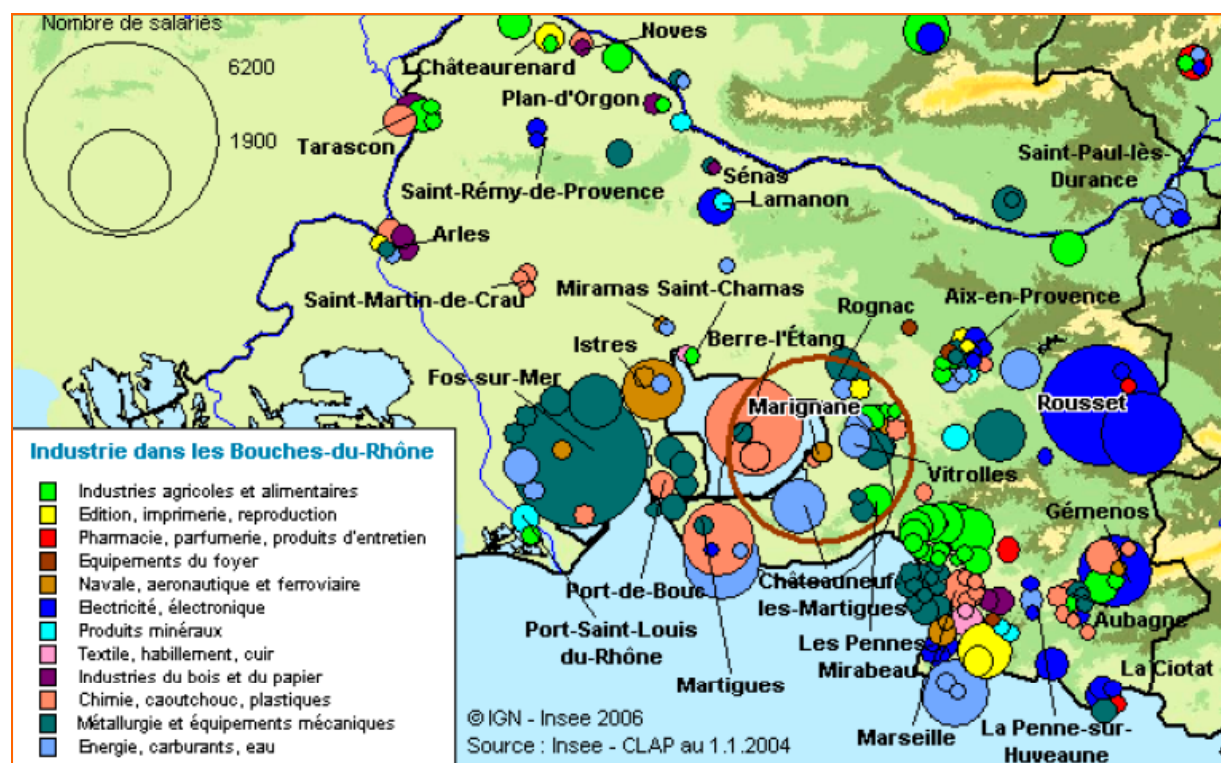 Nombre de salariés
6200
1900
Noves
Châteaurenard
Plan-d'Orgon
Tarascon
Saint-Rémy-de-Provence
Sénas
Lamanon
Saint-Paul-lès-
Durance
Arles
Saint-Martin-de-Crau
Miramas
Saint-Chamas
Rognac
Aix-en-Provence
Istres
Berre-l'Étang
Fos-sur-Mer
Marignane
Rousset
Vitrolles
Gémenos
Port-de-Bouc
Châteauneuf
les-Martigues
Aubagne
Port-Saint-Louis
du-Rhône
Les Pennes
Mirabeau
La Ciotat
Martigues
Marseille
La Penne-sur-
Huveaune
Industrie dans les Bouches-du-Rhône
Industries agricoles et alimentaires
Edition, imprimerie, reproduction
Pharmacie, parfumerie, produits d'entretien
Equipements du foyer
Navale, aeronautique et ferroviaire
Electricité, électronique
Produits minéraux
Textile, habillement, cuir
Industries du bois et du papier
Chimie, caoutchouc, plastiques
Métallurgie et équipements mécaniques
Energie, carburants, eau
© IGN - Insee 2006
Source : Insee - CLAP au 1.1.2004